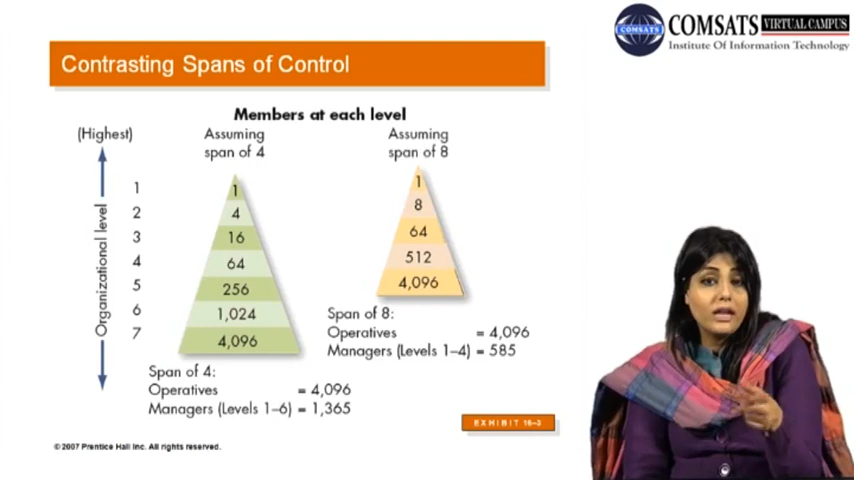 COMSATS VIRTUAL CAMPUS
COMSATS
Institute Of Information Technology
Contrasting Spans of Control
Members at each level
(Highest)
Assuming
span of 4
Assuming
span of 8
Organizational level
1
2
3
4
5
6
7
1
4
16
64
256
1,024
4,096
1
8
64
512
4,096
Span of 8:
Operatives = 4,096
Managers (Levels 1–4) = 585
Span of 4:
Operatives = 4,096
Managers (Levels 1–6) = 1,365
EXHIBIT 16–3
© 2007 Prentice Hall Inc. All rights reserved.